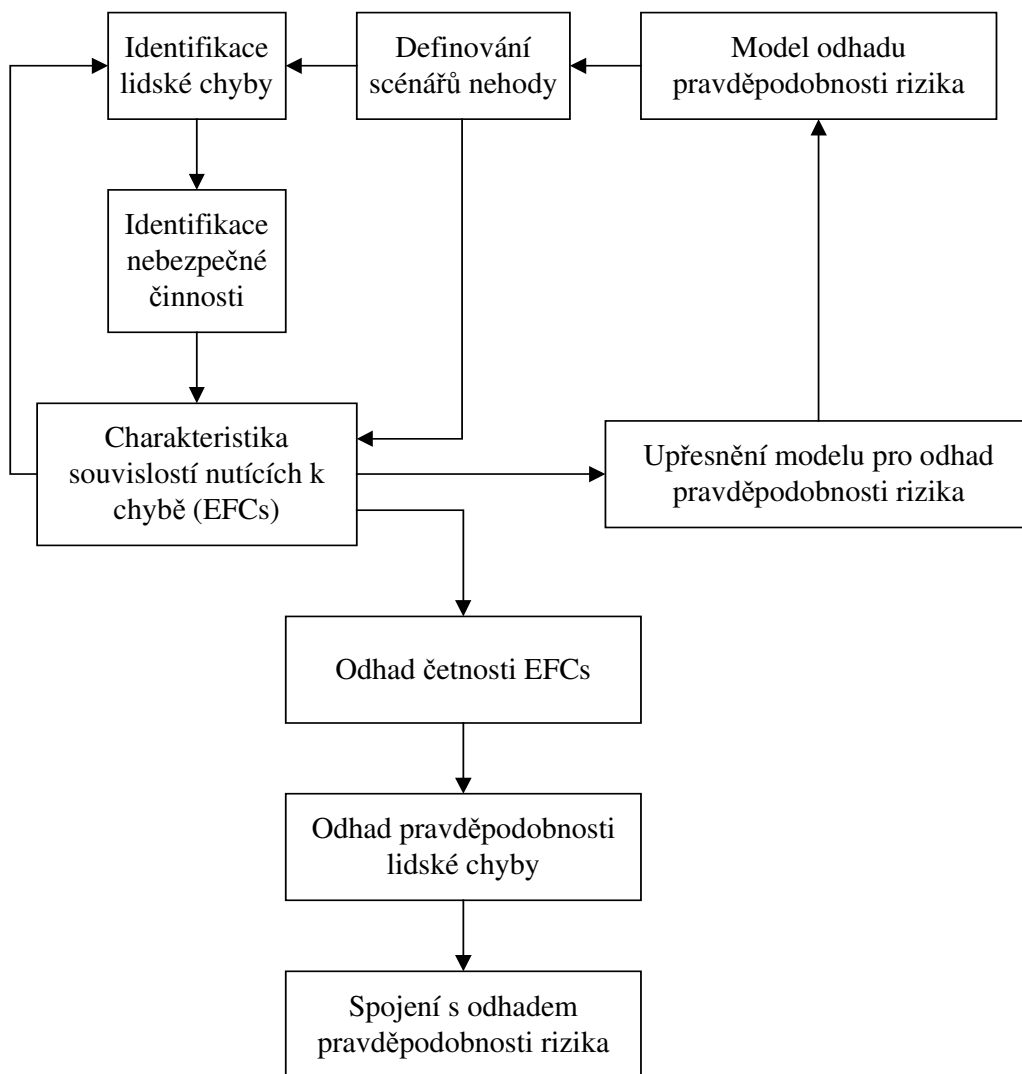 Identifikace
lidské chyby
Definování
scénářů nehody
Model odhadu
pravděpodobnosti rizika
Identifikace
nebezpečné
činnosti
Charakteristika
souvislostí nutících k
chybě (EFCs)
Upřesnění modelu pro odhad
pravděpodobnosti rizika
Odhad četnosti EFCs
Odhad pravděpodobnosti
lidské chyby
Spojení s odhadem
pravděpodobnosti rizika